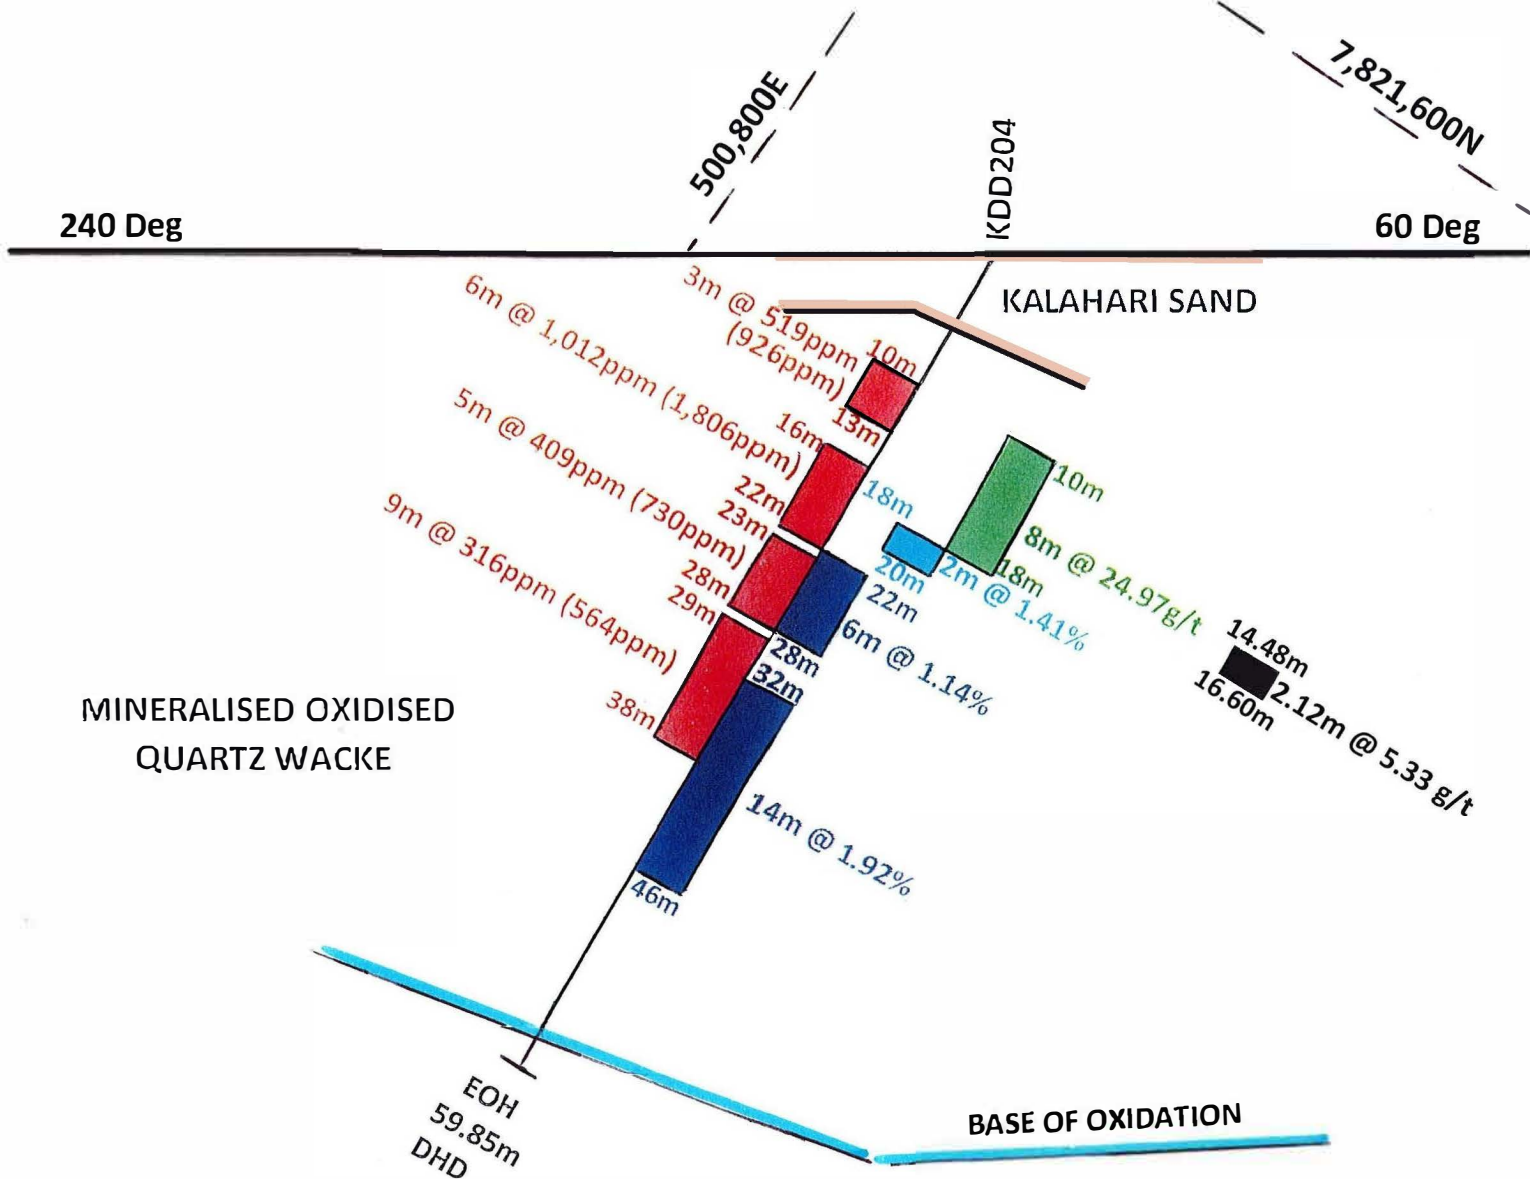 7,821,600N
500,800E
KDD204
240 Deg
60 Deg
KALAHARI SAND
3m @ 519ppm
(926ppm)
10m
13m
6m @ 1,012ppm (1,806ppm)
16m
22m
5m @ 409ppm (730ppm)
23m
28m
9m @ 316ppm (564ppm)
29m
38m
18m
20m
2m @ 1.41%
10m
8m @ 24.97g/t
18m
22m
6m @ 1.14%
28m
32m
14m @ 1.92%
46m
14.48m
16.60m
2.12m @ 5.33 g/t
MINERALISED OXIDISED
QUARTZ WACKE
EOH
59.85m
DHD
BASE OF OXIDATION